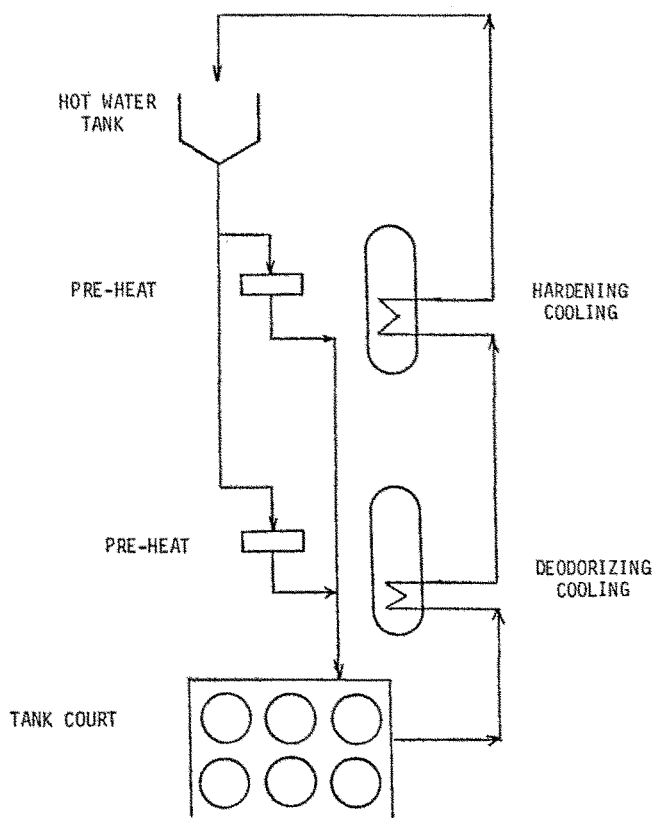 HOT WATER
TANK
PRE-HEAT
HARDENING
COOLING
PRE-HEAT
DEODORIZING
COOLING
TANK COURT